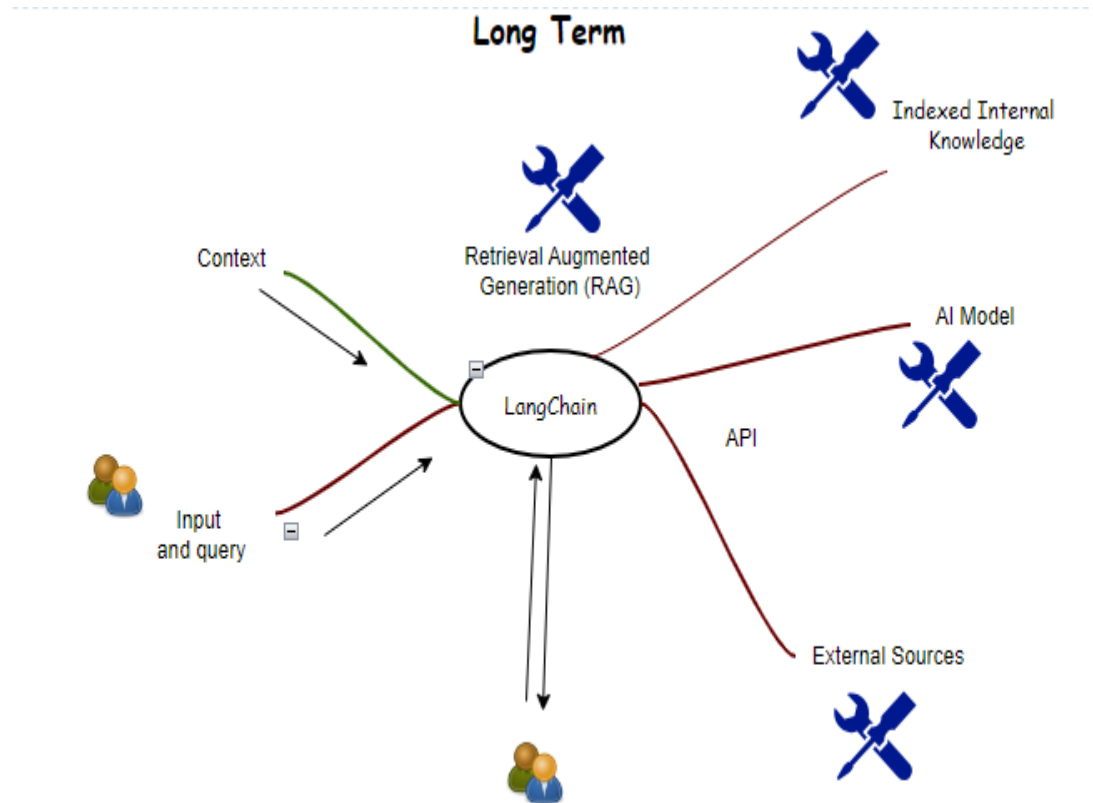 Long Term
Indexed Internal
Knowledge
Retrieval Augmented
Generation (RAG)
Context
AI Model
LangChain
API
Input
and query
External Sources